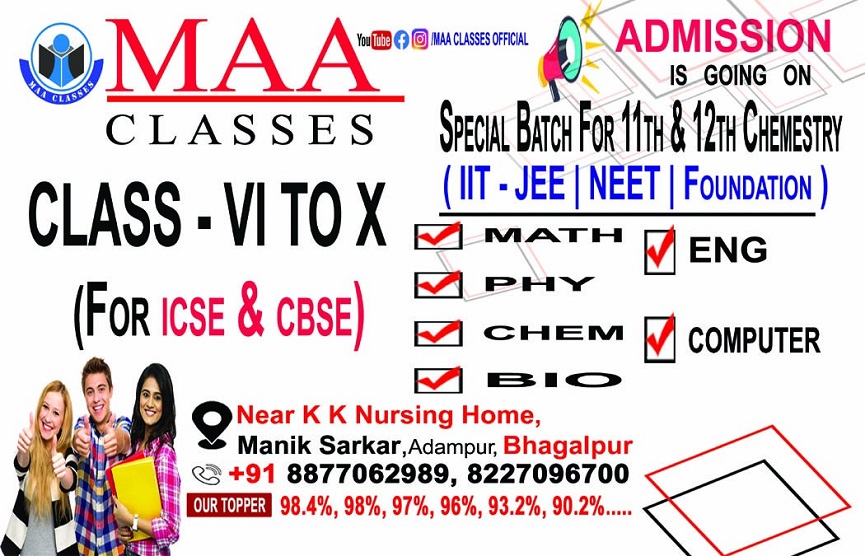 MAA CLASSES
MAA
CLASSES
YouTube /MAA CLASSES OFFICIAL
CLASS - VI TO X
(FOR ICSE & CBSE)
ADMISSION
IS GOING ON
SPECIAL BATCH FOR 11TH & 12TH CHEMESTRY
( IIT - JEE | NEET | FOUNDATION )
MATH
PHY
CHEM
BIO
ENG
COMPUTER
Near K K Nursing Home,
Manik Sarkar,Adampur, Bhagalpur
+91 8877062989, 8227096700
OUR TOPPER 98.4%, 98%, 97%, 96%, 93.2%, 90.2%.....